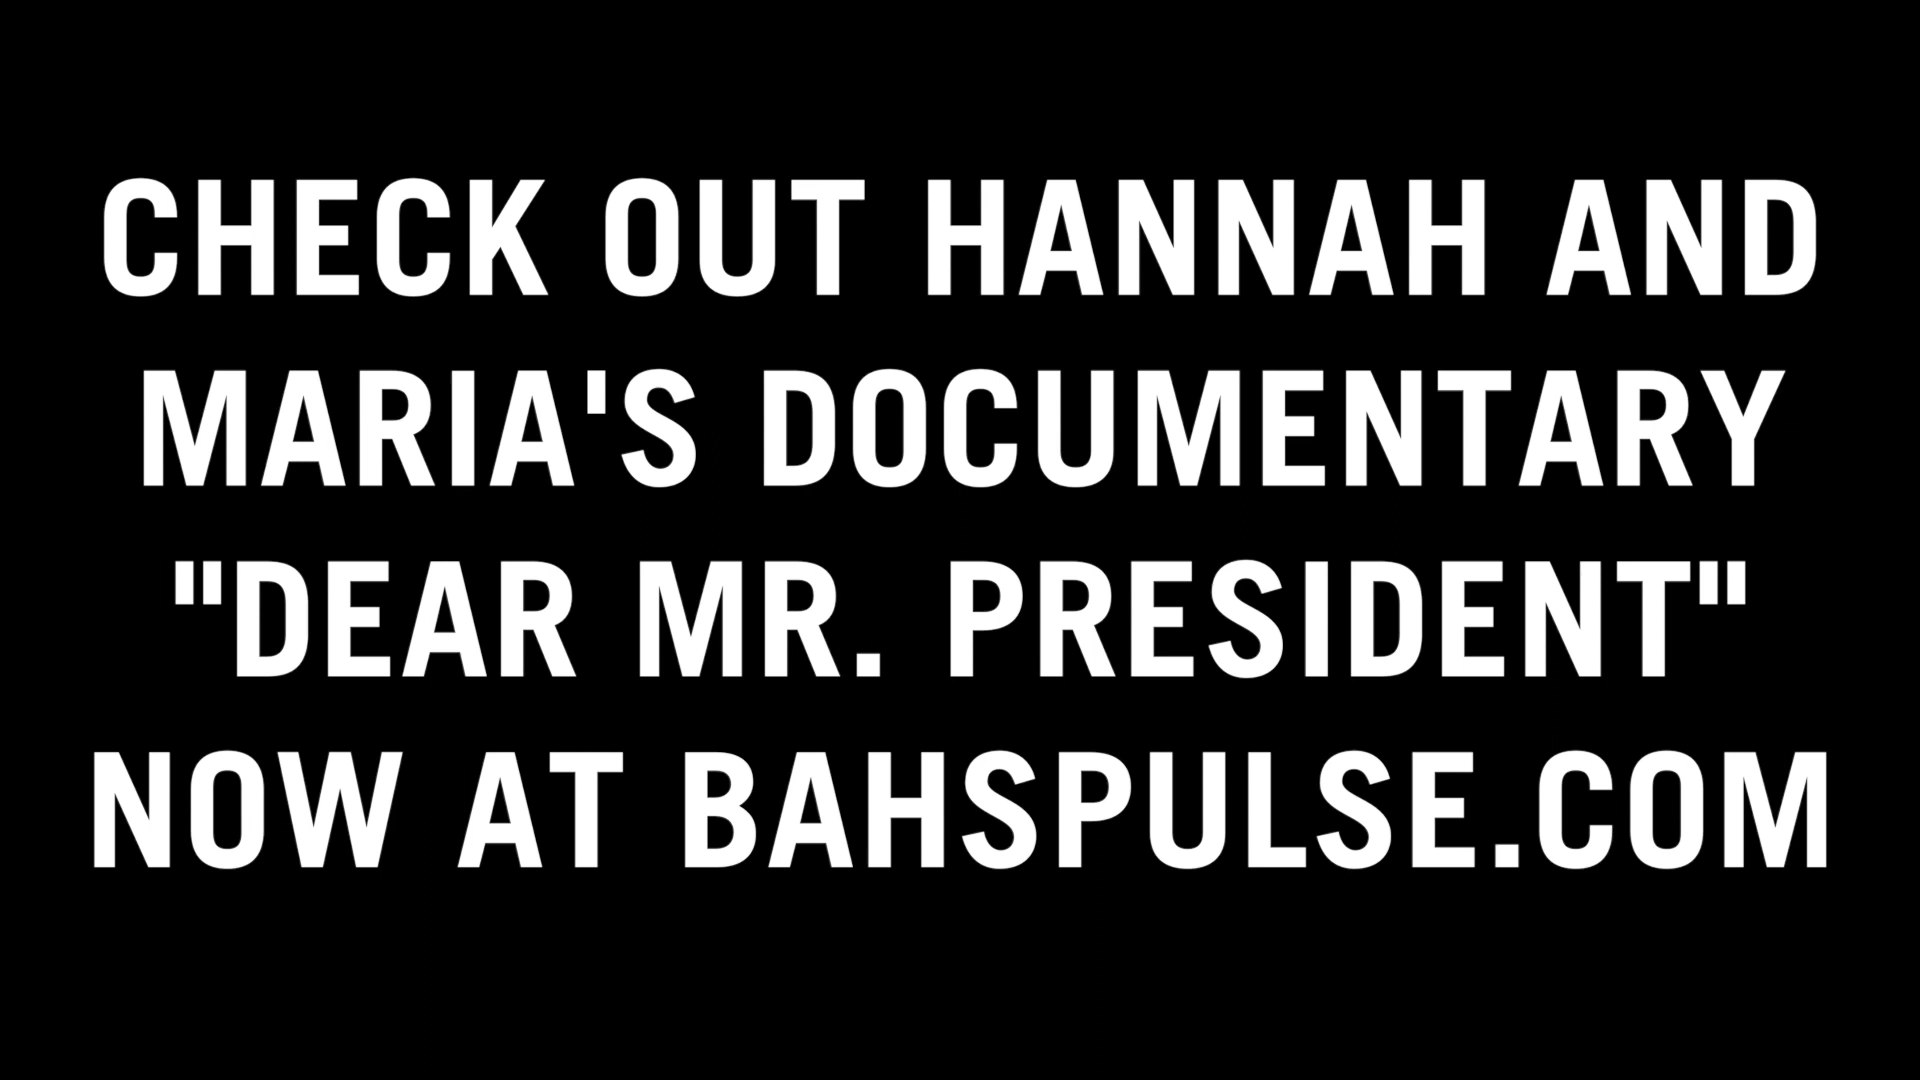 CHECK OUT HANNAH AND
MARIA'S DOCUMENTARY
"DEAR MR. PRESIDENT"
NOW AT BAHSPULSE.COM